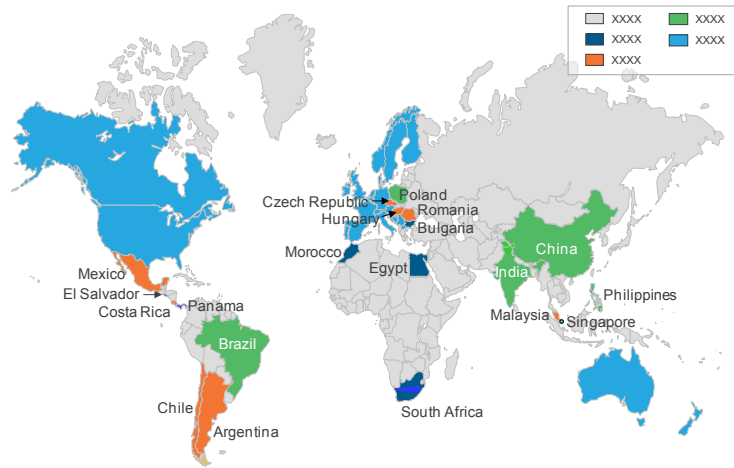 XXXX XXXX
XXXX XXXX
XXXX
Czech Republic
Poland
Hungary
Romania
Bulgaria
Morocco
Egypt
China
India
Mexico
El Salvador
Costa Rica
Panama
Philippines
Malaysia
Singapore
Brazil
Chile
Argentina
South Africa